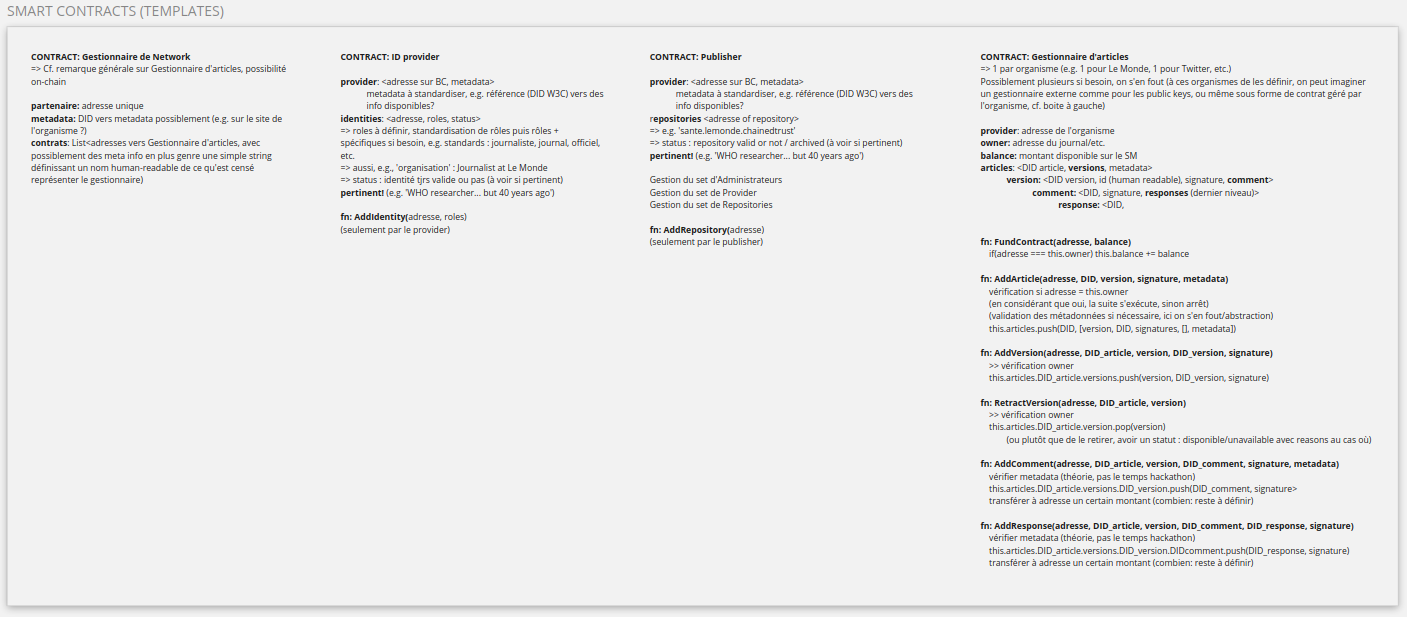 SMART CONTRACTS (TEMPLATES)
CONTRACT: Gestionnaire de Network
=> Cf. remarque générale sur Gestionnaire d'articles, possibilité
on-chain
partenaire: adresse unique
metadata: DID vers metadata possiblement (e.g. sur le site de
l'organisme ?)
contrats: List<adresses vers Gestionnaire d'articles, avec
possiblement des meta info en plus genre une simple string
définissant un nom human-readable de ce qu'est censé
représenter le gestionnaire)
CONTRACT: ID provider
provider: <adresse sur BC, metadata>
metadata à standardiser, e.g. référence (DID W3C) vers des
info disponibles?
identities: <adresse, roles, status>
=> roles à définir, standardisation de rôles puis rôles +
spécifiques si besoin, e.g. standards : journaliste, journal, officiel,
etc.
=> aussi, e.g., 'organisation' : Journalist at Le Monde
=> status : identité tjrs valide ou pas (à voir si pertinent)
pertinent! (e.g. 'WHO researcher... but 40 years ago')
fn: AddIdentity(adresse, roles)
(seulement par le provider)
CONTRACT: Publisher
provider: <adresse sur BC, metadata>
metadata à standardiser, e.g. référence (DID W3C) vers des
info disponibles?
repositories <adresse of repository>
=> e.g. 'sante.lemonde.chainedtrust'
=> status : repository valid or not / archived (à voir si pertinent)
pertinent! (e.g. 'WHO researcher... but 40 years ago')
Gestion du set d'Administrateurs
Gestion du set de Provider
Gestion du set de Repositories
fn: AddRepository(adresse)
(seulement par le publisher)
CONTRACT: Gestionnaire d'articles
=> 1 par organisme (e.g. 1 pour Le Monde, 1 pour Twitter, etc.)
Possiblement plusieurs si besoin, on s'en fout (à ces organismes de les définir, on peut imaginer
un gestionnaire externe comme pour les public keys, ou même sous forme de contrat géré par
l'organisme, cf. boite à gauche)
provider: adresse de l'organisme
owner: adresse du journal/etc.
balance: montant disponible sur le SM
articles: <DID article, versions, metadata>
version: <DID version, id (human readable), signature, comment>
comment: <DID, signature, responses (dernier niveau)>
response: <DID,
fn: FundContract(adresse, balance)
if(adresse === this.owner) this.balance += balance
fn: AddArticle(adresse, DID, version, signature, metadata)
vérification si adresse = this.owner
(en considérant que oui, la suite s'exécute, sinon arrêt)
(validation des métadonnées si nécessaire, ici on s'en fout/abstraction)
this.articles.push(DID, [version, DID, signatures, [], metadata])
fn: AddVersion(adresse, DID_article, version, DID_version, signature)
>> vérification owner
this.articles.DID_article.versions.push(version, DID_version, signature)
fn: RetractVersion(adresse, DID_article, version)
>> vérification owner
this.articles.DID_article.version.pop(version)
(ou plutôt que de le retirer, avoir un statut : disponible/unavailable avec reasons au cas où)
fn: AddComment(adresse, DID_article, version, DID_comment, signature, metadata)
vérifier metadata (théorie, pas le temps hackathon)
this.articles.DID_article.versions.DID_version.push(DID_comment, signature>
transférer à adresse un certain montant (combien: reste à définir)
fn: AddResponse(adresse, DID_article, version, DID_comment, DID_response, signature)
vérifier metadata (théorie, pas le temps hackathon)
this.articles.DID_article.versions.DID_version.DIDcomment.push(DID_response, signature)
transférer à adresse un certain montant (combien: reste à définir)